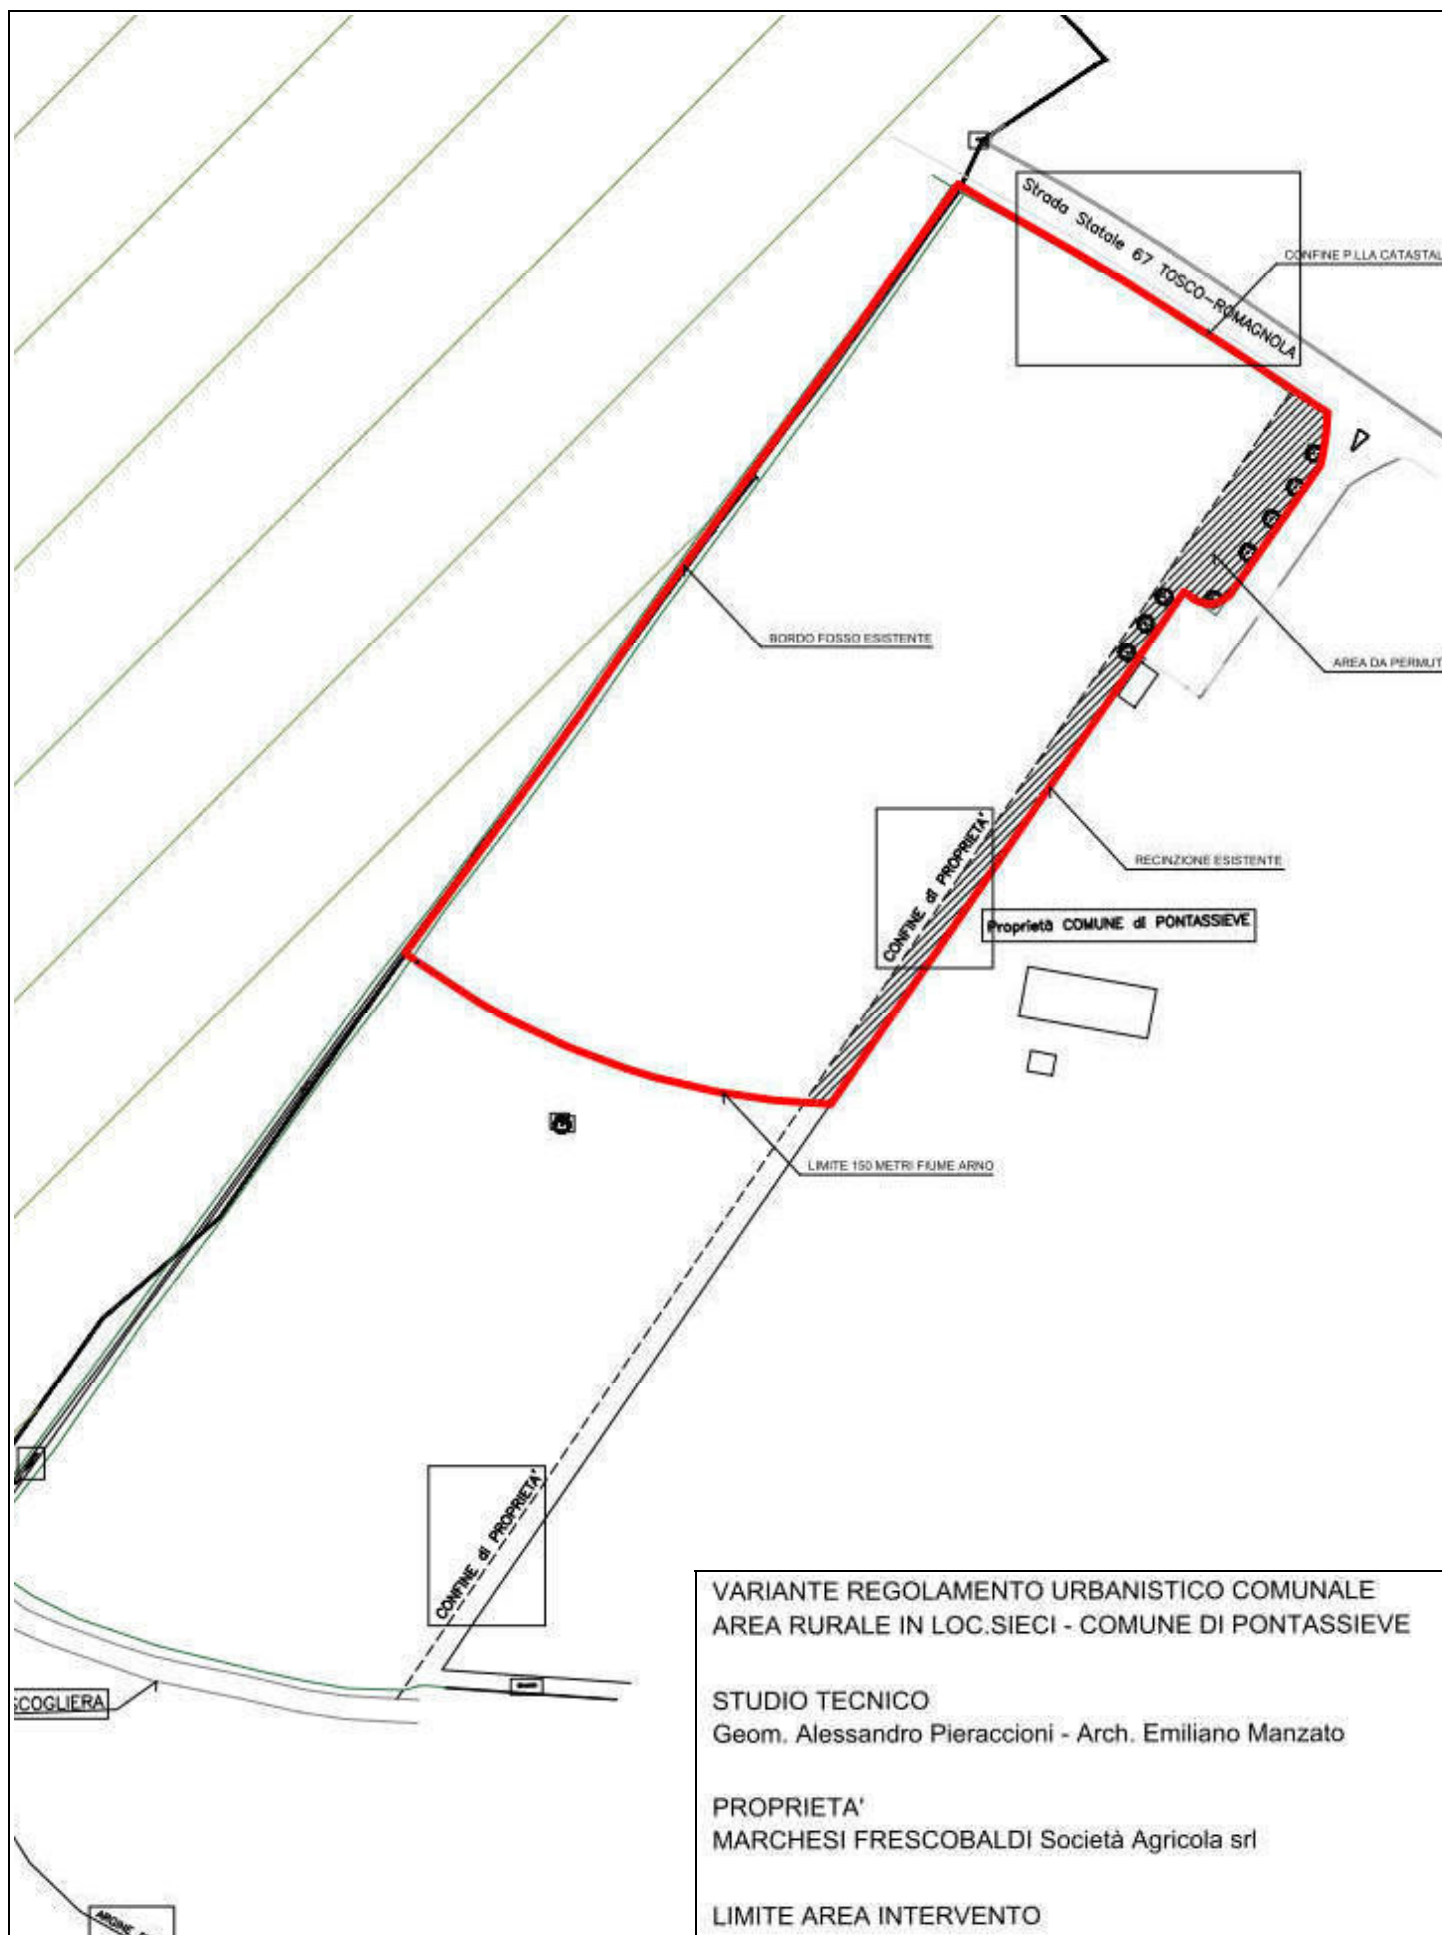 Strada Statale 67 TOSCO-ROMAGNOLA
CONFINE P.LLA CATASTAL
BORDO FOSSO ESISTENTE
AREA DA PERMUT
CONFINE di PROPRIETA'
RECINZIONE ESISTENTE
Proprietà COMUNE di PONTASSIEVE
LIMITE 150 METRI FIUME ARNO
CONFINE di PROPRIETA'
SCOGLIERA
VARIANTE REGOLAMENTO URBANISTICO COMUNALE
AREA RURALE IN LOC.SIECI - COMUNE DI PONTASSIEVE
STUDIO TECNICO
Geom. Alessandro Pieraccioni - Arch. Emiliano Manzato
PROPRIETA'
MARCHESI FRESCOBALDI Società Agricola srl
ARGINE
LIMITE AREA INTERVENTO